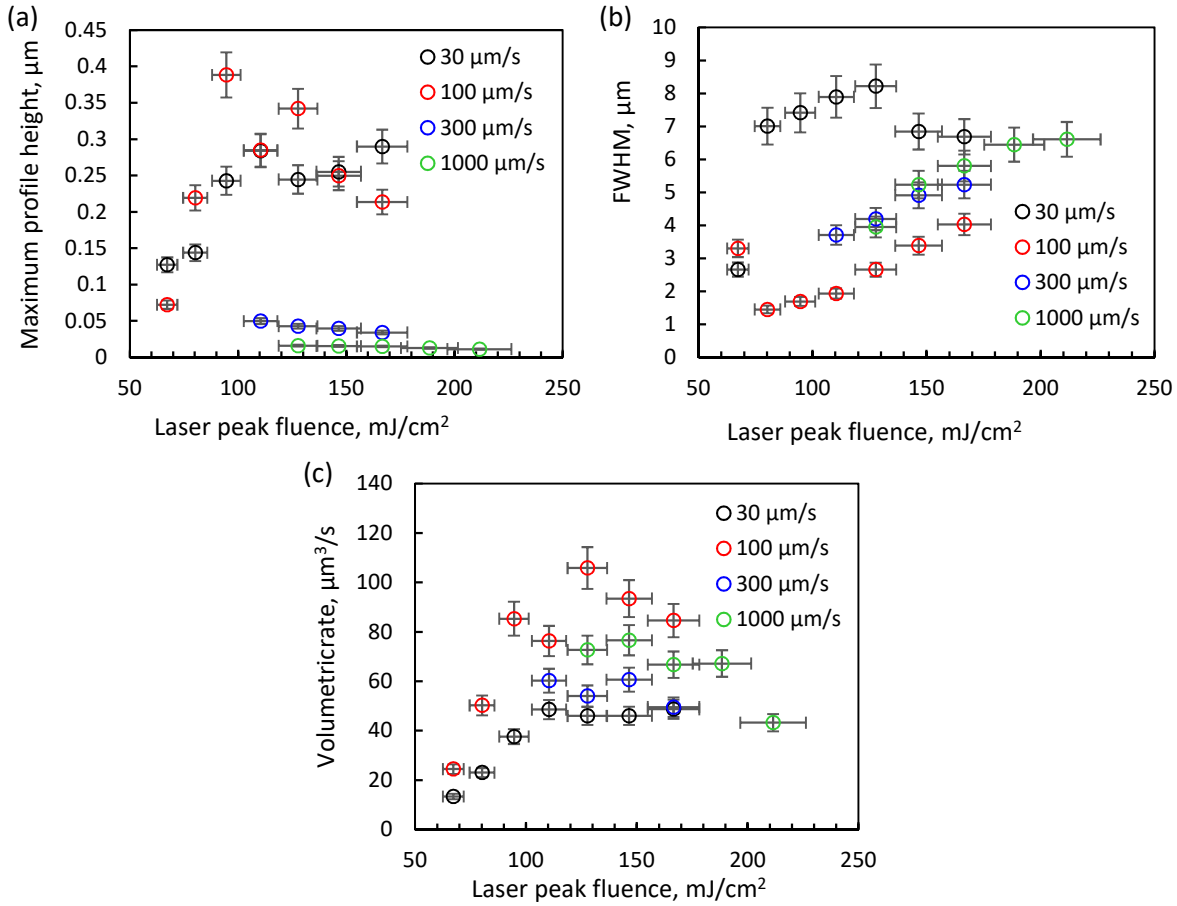 (a)
Maximum profile height, µm
0.45
0.4
0.35
0.3
0.25
0.2
0.15
0.1
0.05
0
30 µm/s
100 µm/s
300 µm/s
1000 µm/s
50
100
150
200
250
Laser peak fluence, mJ/cm²
(b)
FWHM, µm
10
9
8
7
6
5
4
3
2
1
0
30 µm/s
100 µm/s
300 µm/s
1000 µm/s
50
100
150
200
250
Laser peak fluence, mJ/cm²
(c)
Volumetricrate, µm³/s
140
120
100
80
60
40
20
0
30 µm/s
100 µm/s
300 µm/s
1000 µm/s
50
100
150
200
250
Laser peak fluence, mJ/cm²